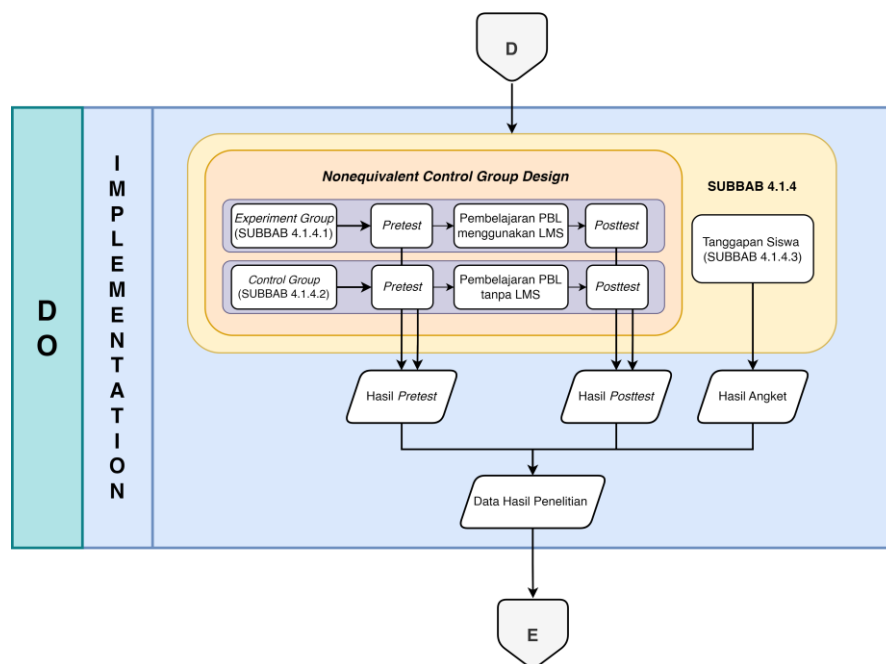 D
DO
IMPLEMENTATION
Nonequivalent Control Group Design
SUBBAB 4.1.4
Experiment Group
(SUBBAB 4.1.4.1)
Pretest
Pembelajaran PBL
menggunakan LMS
Posttest
Control Group
(SUBBAB 4.1.4.2)
Pretest
Pembelajaran PBL
tanpa LMS
Posttest
Tanggapan Siswa
(SUBBAB 4.1.4.3)
Hasil Pretest
Hasil Posttest
Hasil Angket
Data Hasil Penelitian
E